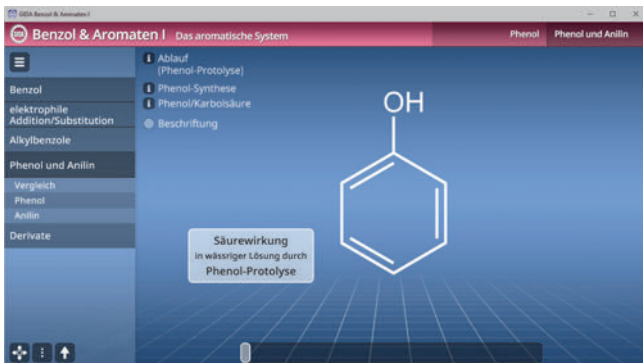 GIDA Benzol & Aromaten I
Benzol & Aromaten I Das aromatische System Phenol Phenol und Anilin
Ablauf
(Phenol-Protolyse)
Phenol-Synthese
Phenol/Karbolsäure
Beschriftung
Benzol
elektrophile
Addition/Substitution
Alkylbenzole
Phenol und Anilin
Vergleich
Phenol
Anilin
Derivate
OH
Säurewirkung
in wässriger Lösung durch
Phenol-Protolyse